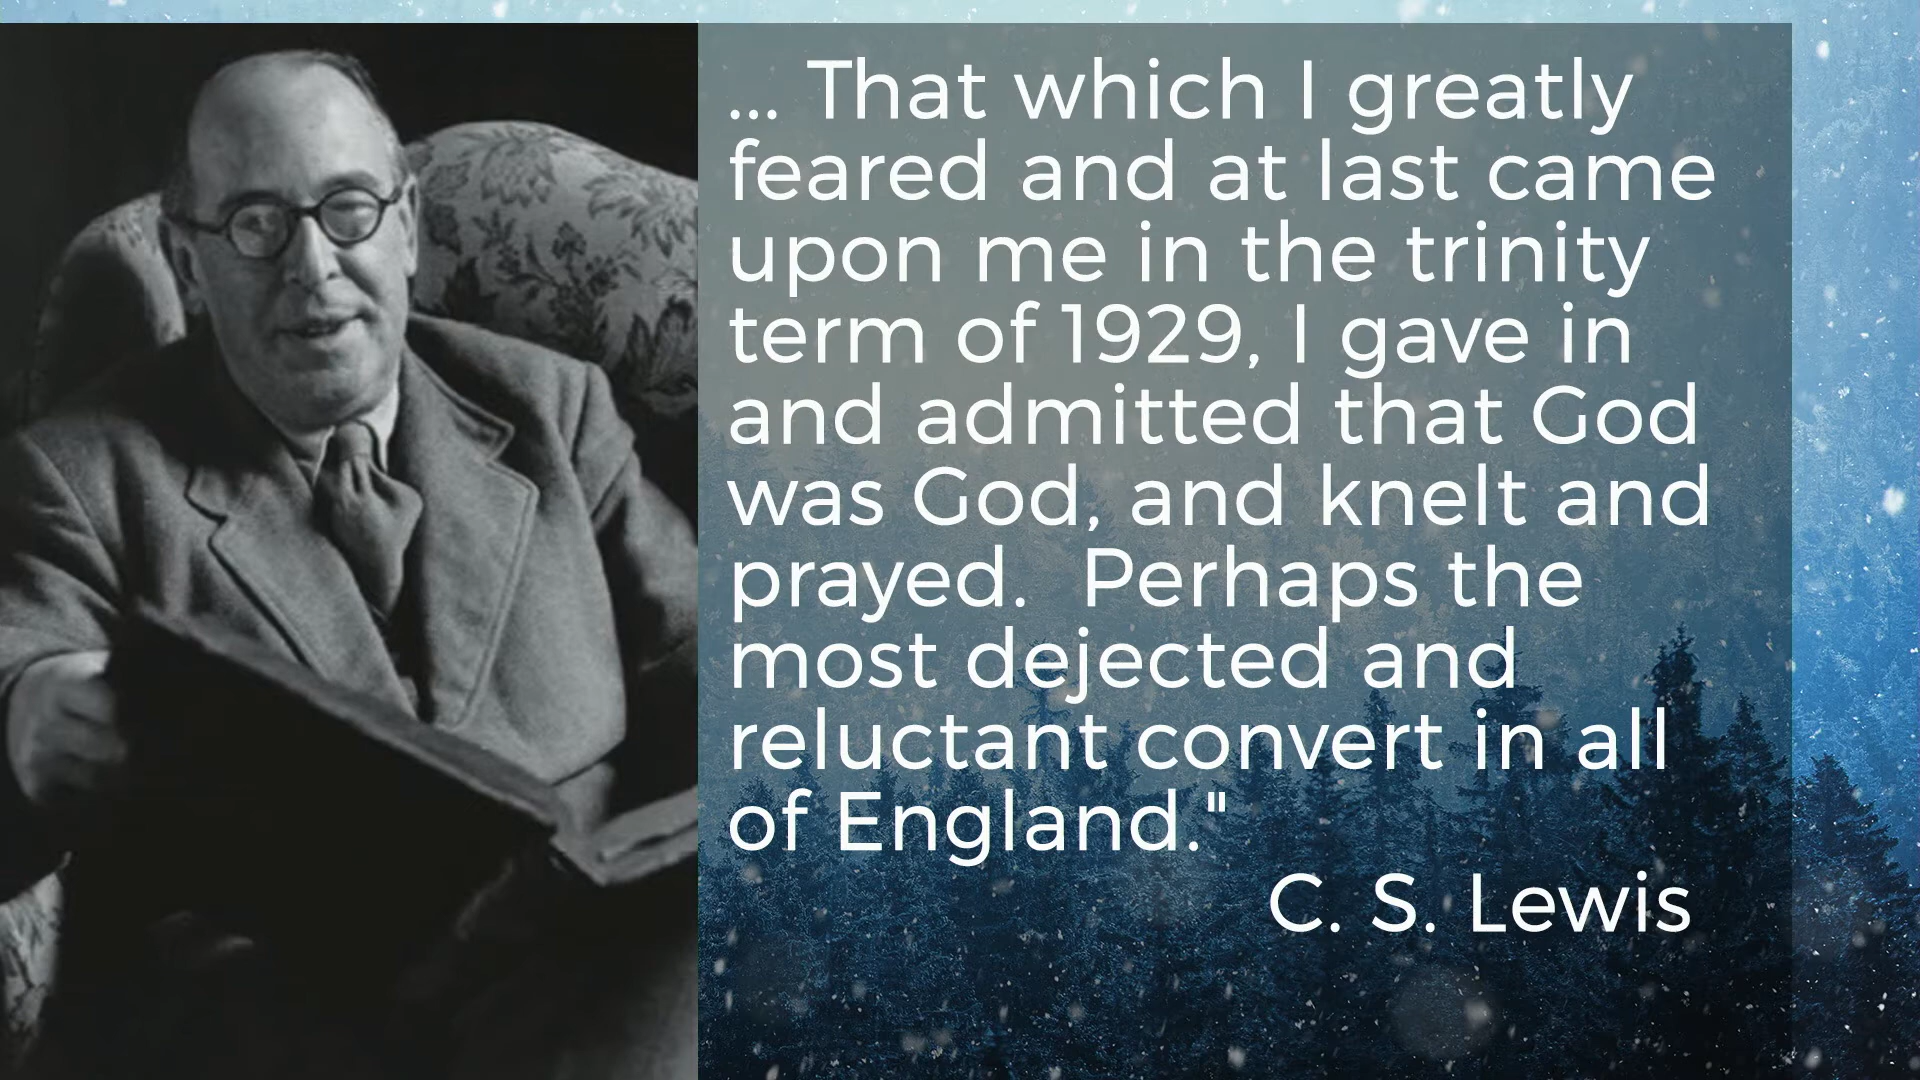 ... That which I greatly
feared and at last came
upon me in the trinity
term of 1929, I gave in
and admitted that God
was God, and knelt and
prayed.  Perhaps the
most dejected and
reluctant convert in all
of England."
C. S. Lewis